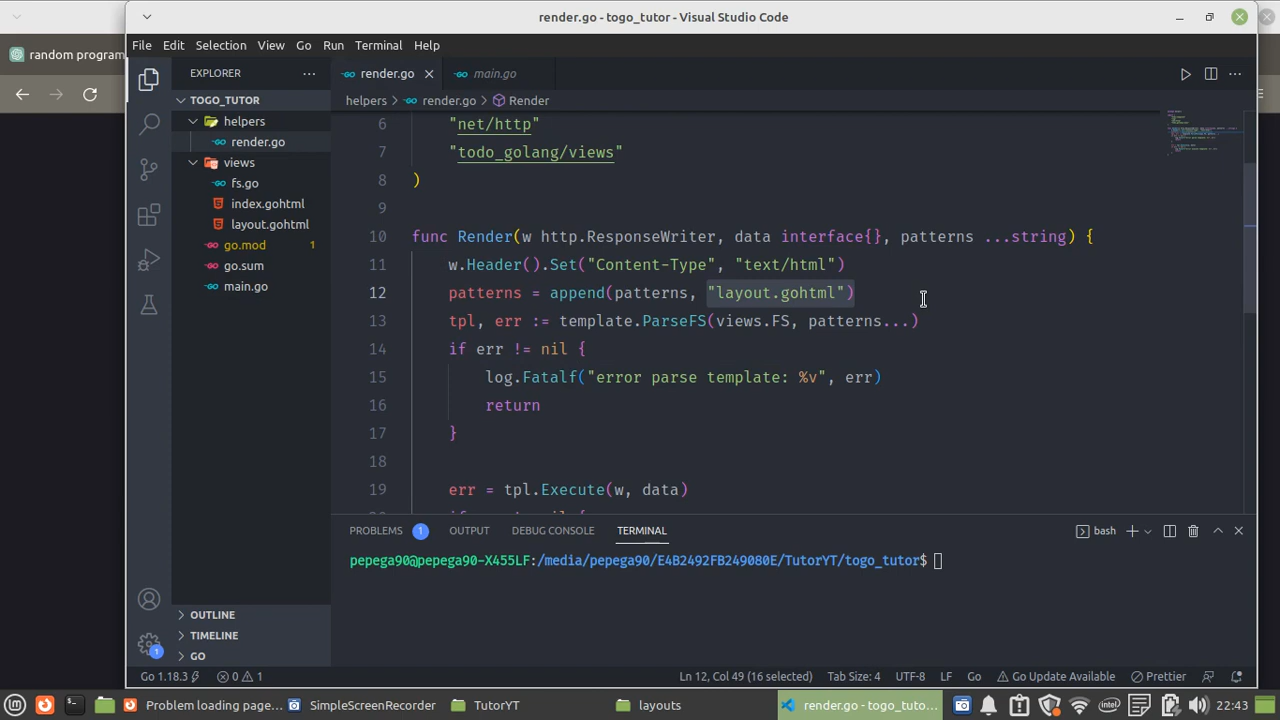 render.go - togo_tutor - Visual Studio Code
random program
File Edit Selection View Go Run Terminal Help
EXPLORER
TOGO_TUTOR
helpers
render.go
views
fs.go
index.gohtml
layout.gohtml
go.mod 1
go.sum
main.go
OUTLINE
TIMELINE
GO
render.go main.go
helpers > render.go > Render
6 "net/http"
7 "todo_golang/views"
8 )
9
10 func Render(w http.ResponseWriter, data interface{}, patterns ...string) {
11 w.Header().Set("Content-Type", "text/html")
12 patterns = append(patterns, "layout.gohtml")
13 tpl, err := template.ParseFS(views.FS, patterns...)
14 if err != nil {
15 log.Fatalf("error parse template: %v", err)
16 return
17 }
18
19 err = tpl.Execute(w, data)
PROBLEMS 1 OUTPUT DEBUG CONSOLE TERMINAL bash
pepega90@pepega90-X455LF:/media/pepega90/E4B2492FB249080E/TutorYT/togo_tutor$
1
Go 1.18.3 0 1 Ln 12, Col 49 (16 selected) Tab Size: 4 UTF-8 LF Go Go Update Available Prettier
Problem loading page... SimpleScreenRecorder TutorYT layouts render.go - togo_tuto... 22:43